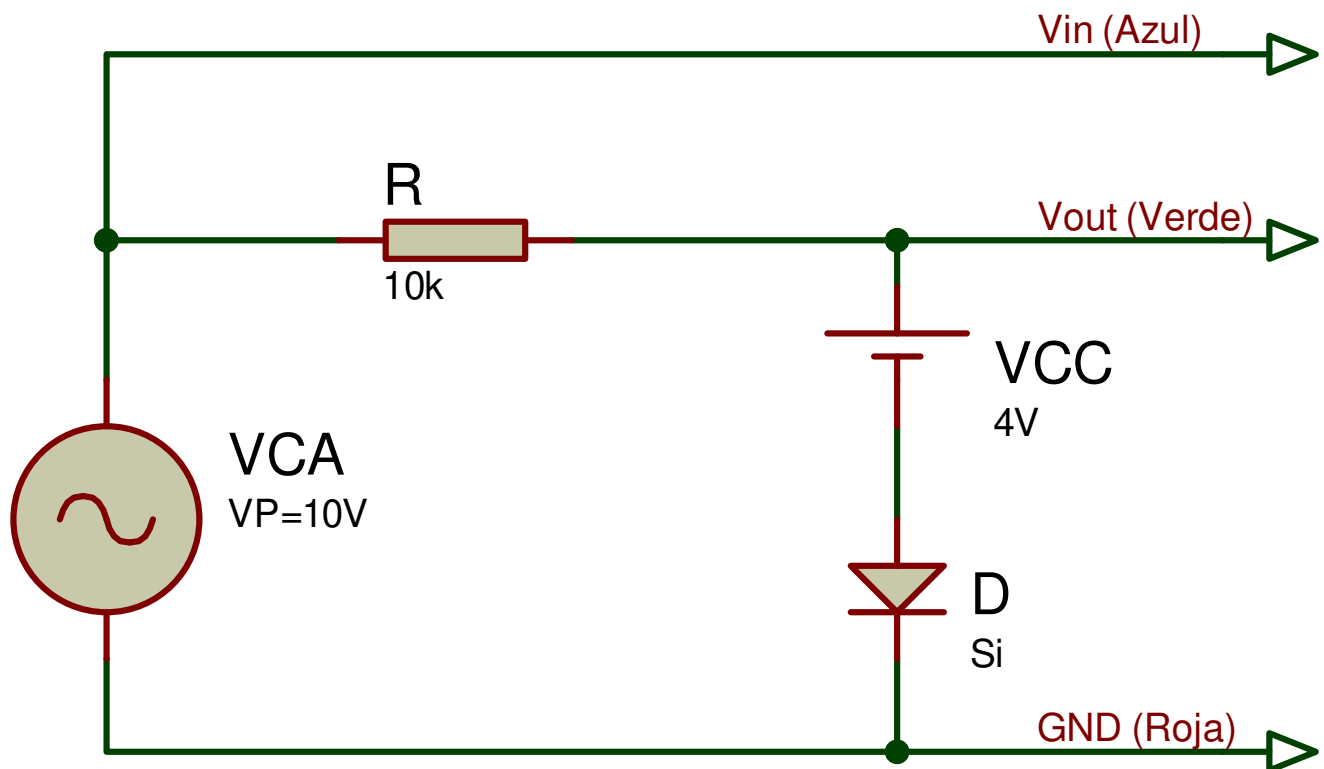 Vin (Azul)
R
10k
Vout (Verde)
VCC
4V
VCA
VP=10V
D
Si
GND (Roja)